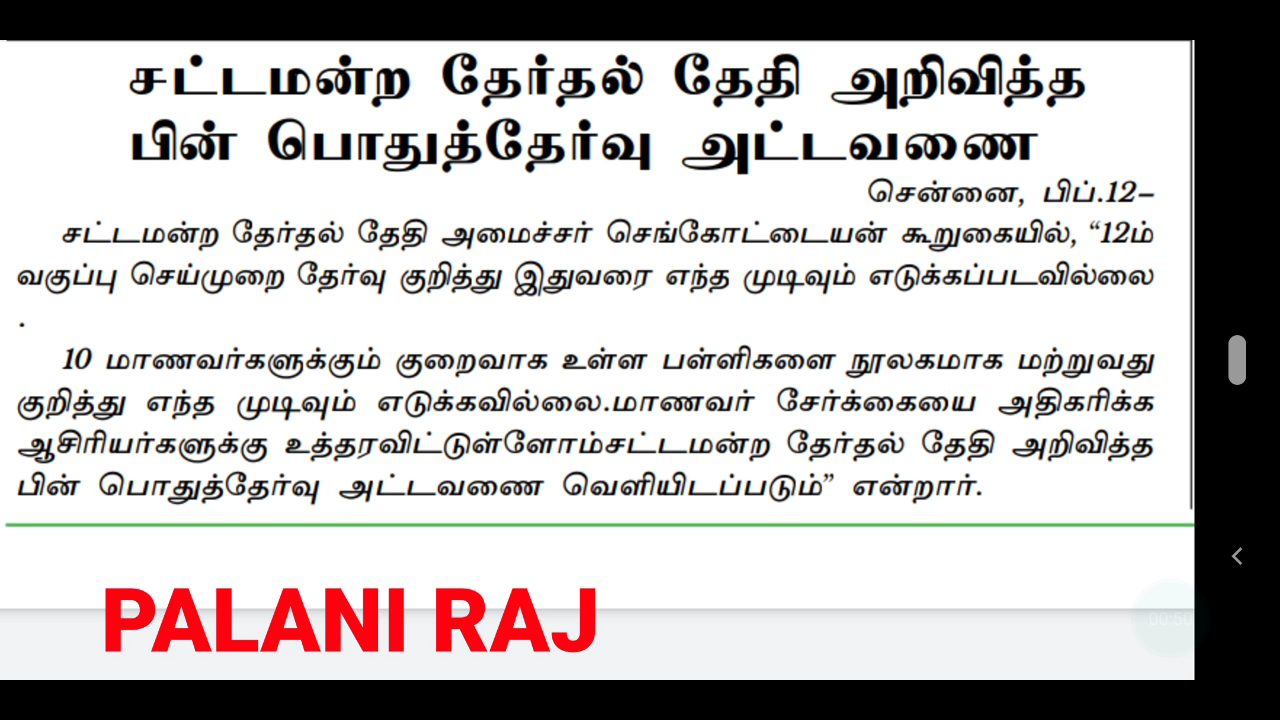 சட்டமன்ற தேர்தல் தேதி அறிவித்த
பின் பொதுத்தேர்வு அட்டவணை
சென்னை, பிப்.12–
சட்டமன்ற தேர்தல் தேதி அமைச்சர் செங்கோட்டையன் கூறுகையில், “12ம்
வகுப்பு செய்முறை தேர்வு குறித்து இதுவரை எந்த முடிவும் எடுக்கப்படவில்லை
.
10 மாணவர்களுக்கும் குறைவாக உள்ள பள்ளிகளை நூலகமாக மற்றுவது
குறித்து எந்த முடிவும் எடுக்கவில்லை.மாணவர் சேர்க்கையை அதிகரிக்க
ஆசிரியர்களுக்கு உத்தரவிட்டுள்ளோம்சட்டமன்ற தேர்தல் தேதி அறிவித்த
பின் பொதுத்தேர்வு அட்டவணை வெளியிடப்படும்” என்றார்.
PALANI RAJ
00:50